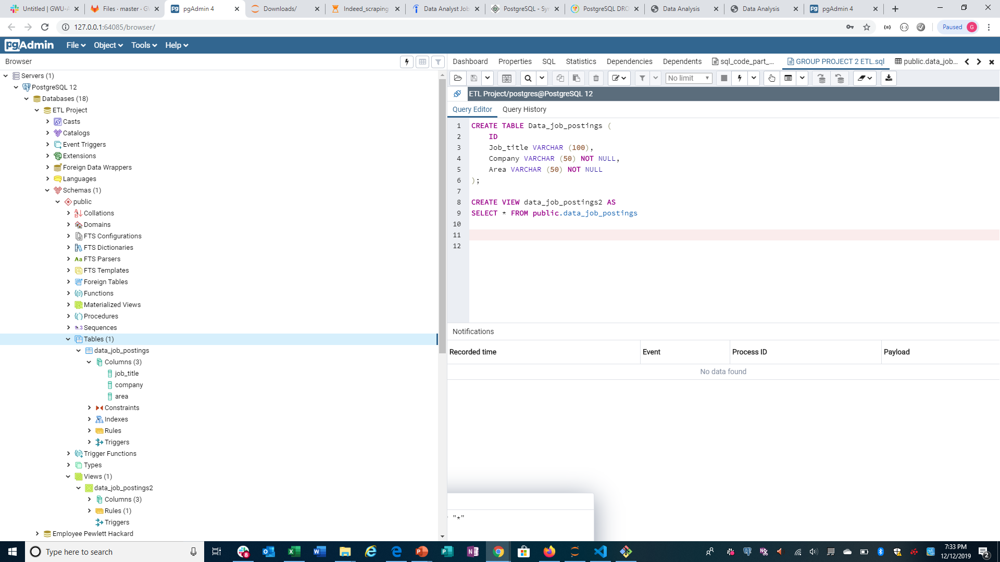 Untitled | GWU-A
Files · master · GW
pgAdmin 4
Downloads/
Indeed_scraping
Data Analyst Job
PostgreSQL - Syn
PostgreSQL DRO
Data Analysis
Data Analysis
pgAdmin 4
127.0.0.1:64085/browser/
Paused
G
pgAdmin
File
Object
Tools
Help
Browser
Dashboard
Properties
SQL
Statistics
Dependencies
Dependents
sql_code_part_...
GROUP PROJECT 2 ETL.sql
public.data_job...
No limit
ETL Project/postgres@PostgreSQL 12
Query Editor
Query History
Servers (1)
PostgreSQL 12
Databases (18)
ETL Project
Casts
Catalogs
Event Triggers
Extensions
Foreign Data Wrappers
Languages
Schemas (1)
public
Collations
Domains
FTS Configurations
FTS Dictionaries
Aa FTS Parsers
FTS Templates
Foreign Tables
Functions
Materialized Views
Procedures
1..3 Sequences
Tables (1)
data_job_postings
Columns (3)
job_title
company
area
Constraints
Indexes
Rules
Triggers
Trigger Functions
Types
Views (1)
data_job_postings2
Columns (3)
Rules (1)
Triggers
Employee Pewlett Hackard
1 CREATE TABLE Data_job_postings (
2 ID
3 Job_title VARCHAR (100),
4 Company VARCHAR (50) NOT NULL,
5 Area VARCHAR (50) NOT NULL
6 );
7
8 CREATE VIEW data_job_postings2 AS
9 SELECT * FROM public.data_job_postings
10
11
12
Notifications
Recorded time
Event
Process ID
Payload
No data found
"*"
Type here to search
8
7:33 PM
12/12/2019
2